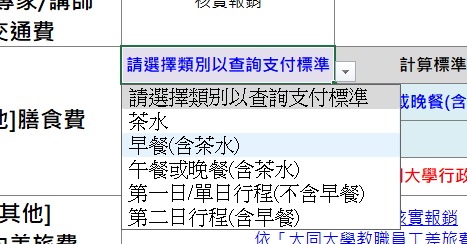 專家/講師
交通費
核實報銷
請選擇類別以查詢支付標準
計算標準
請選擇類別以查詢支付標準
茶水
早餐(含茶水)
午餐或晚餐(含茶水)
第一日/單日行程(不含早餐)
第二日行程(含早餐)
他]膳食費
或晚餐(含
同大學行政
其他]
核實報銷
依「大同大學教職員工差旅費